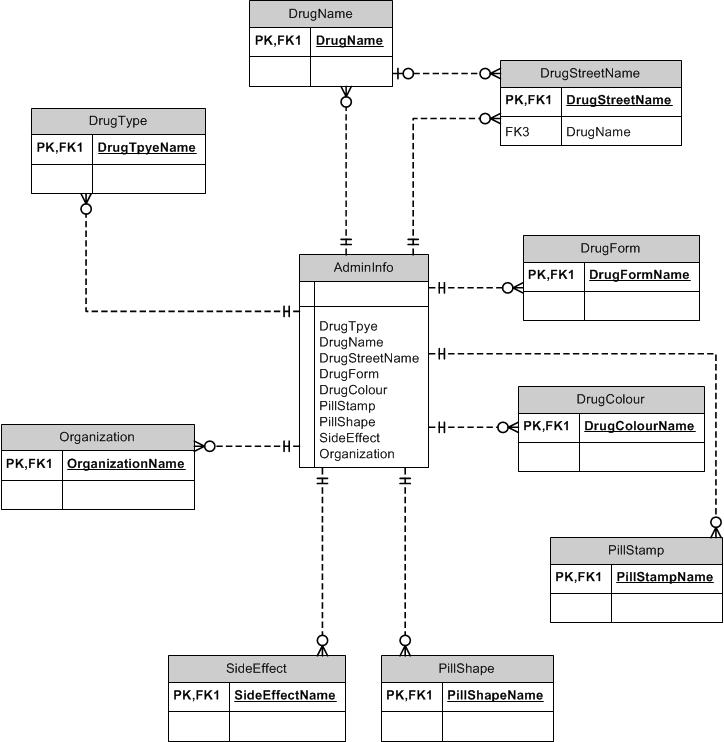 DrugName
PK,FK1 DrugName
DrugStreetName
PK,FK1 DrugStreetName
FK3 DrugName
DrugType
PK,FK1 DrugTpyeName
AdminInfo
DrugTpye
DrugName
DrugStreetName
DrugForm
DrugColour
PillStamp
PillShape
SideEffect
Organization
DrugForm
PK,FK1 DrugFormName
DrugColour
PK,FK1 DrugColourName
Organization
PK,FK1 OrganizationName
PillStamp
PK,FK1 PillStampName
SideEffect
PK,FK1 SideEffectName
PillShape
PK,FK1 PillShapeName